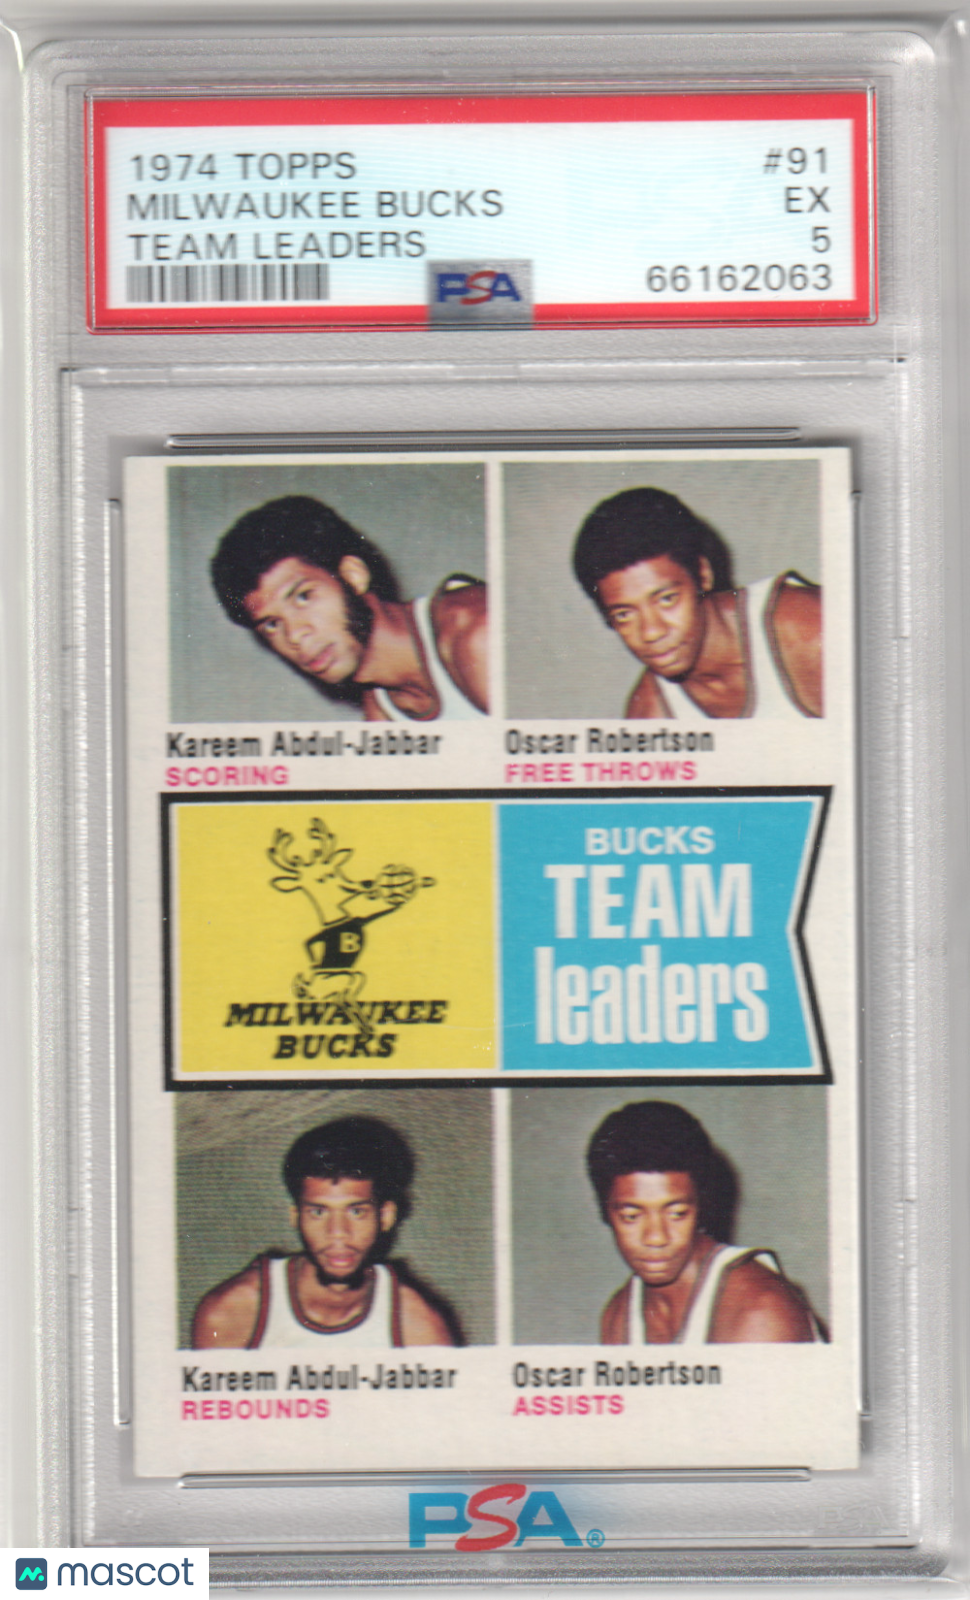 1974 TOPPS #91
MILWAUKEE BUCKS EX
TEAM LEADERS 5
66162063
PSA
Kareem Abdul-Jabbar
SCORING
Oscar Robertson
FREE THROWS
B
MILWAUKEE
BUCKS
BUCKS
TEAM
leaders
Kareem Abdul-Jabbar
REBOUNDS
Oscar Robertson
ASSISTS
PSA®
mascot